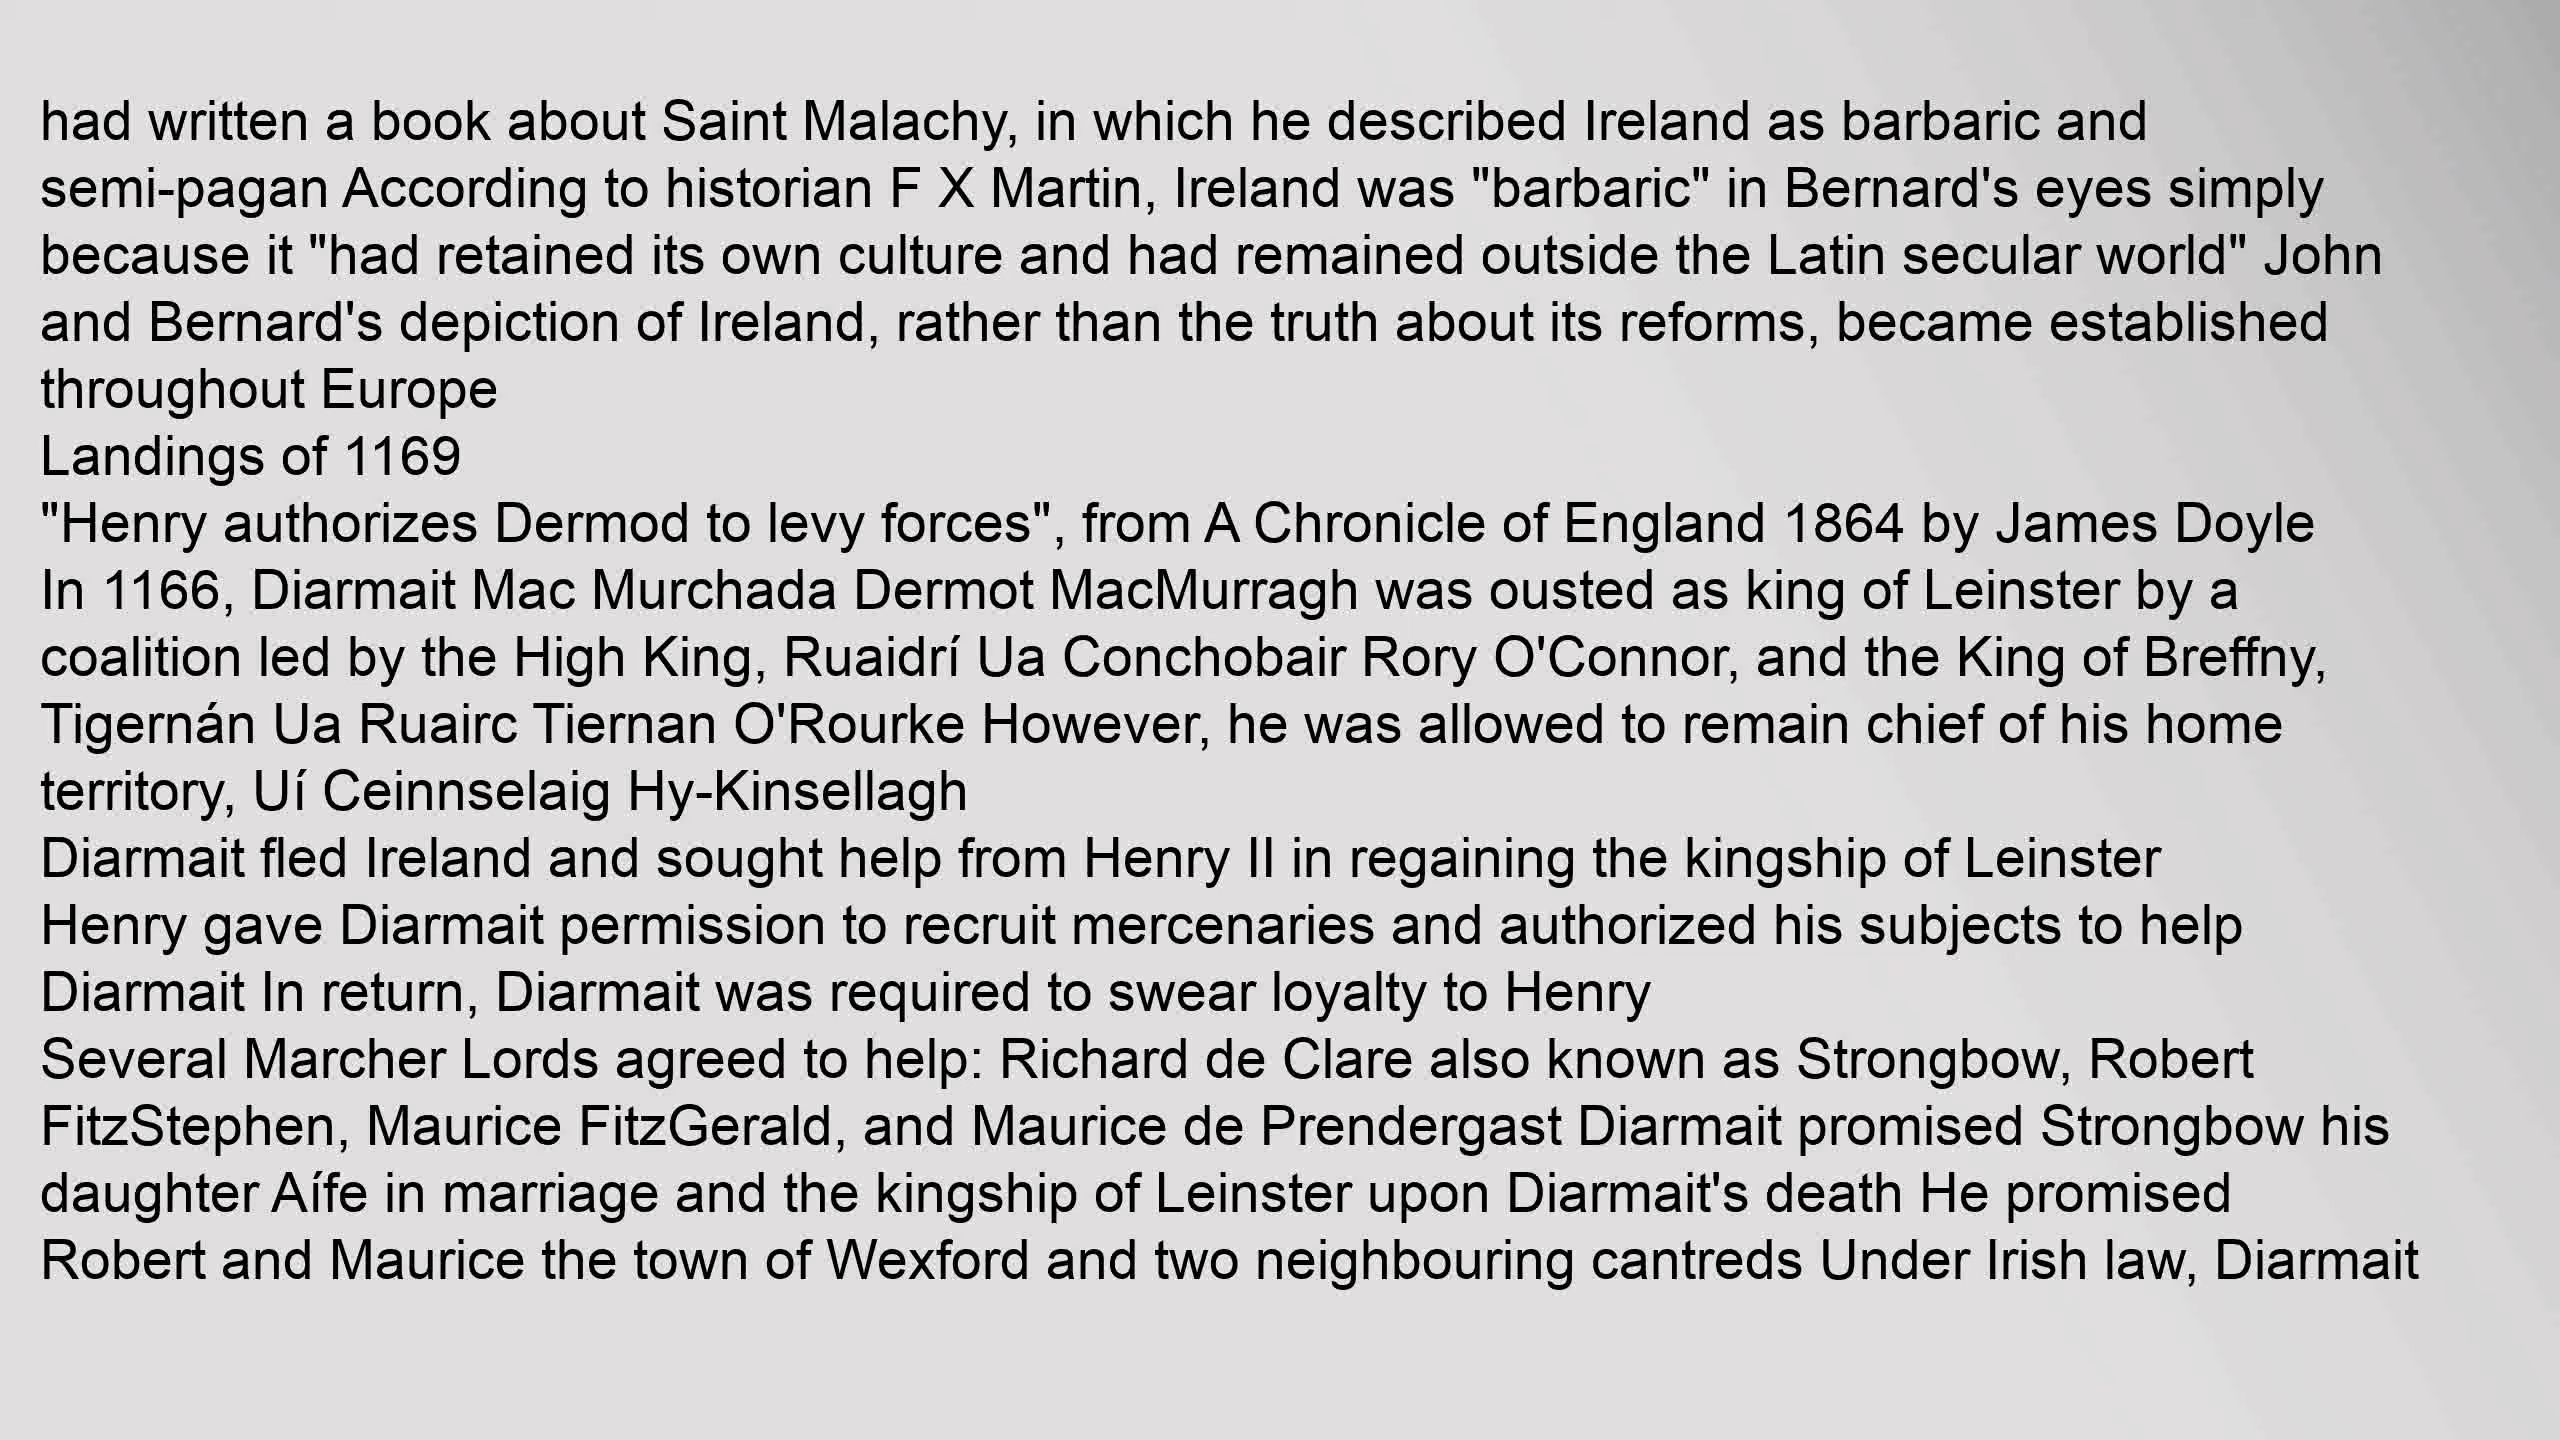 had written a book about Saint Malachy, in which he described Ireland as barbaric and
semi-pagan According to historian F X Martin, Ireland was "barbaric" in Bernard's eyes simply
because it "had retained its own culture and had remained outside the Latin secular world" John
and Bernard's depiction of Ireland, rather than the truth about its reforms, became established
throughout Europe
Landings of 1169
"Henry authorizes Dermod to levy forces", from A Chronicle of England 1864 by James Doyle
In 1166, Diarmait Mac Murchada Dermot MacMurragh was ousted as king of Leinster by a
coalition led by the High King, Ruaidrí Ua Conchobair Rory O'Connor, and the King of Breffny,
Tigernán Ua Ruairc Tiernan O'Rourke However, he was allowed to remain chief of his home
territory, Uí Ceinnselaig Hy-Kinsellagh
Diarmait fled Ireland and sought help from Henry II in regaining the kingship of Leinster
Henry gave Diarmait permission to recruit mercenaries and authorized his subjects to help
Diarmait In return, Diarmait was required to swear loyalty to Henry
Several Marcher Lords agreed to help: Richard de Clare also known as Strongbow, Robert
FitzStephen, Maurice FitzGerald, and Maurice de Prendergast Diarmait promised Strongbow his
daughter Aífe in marriage and the kingship of Leinster upon Diarmait's death He promised
Robert and Maurice the town of Wexford and two neighbouring cantreds Under Irish law, Diarmait